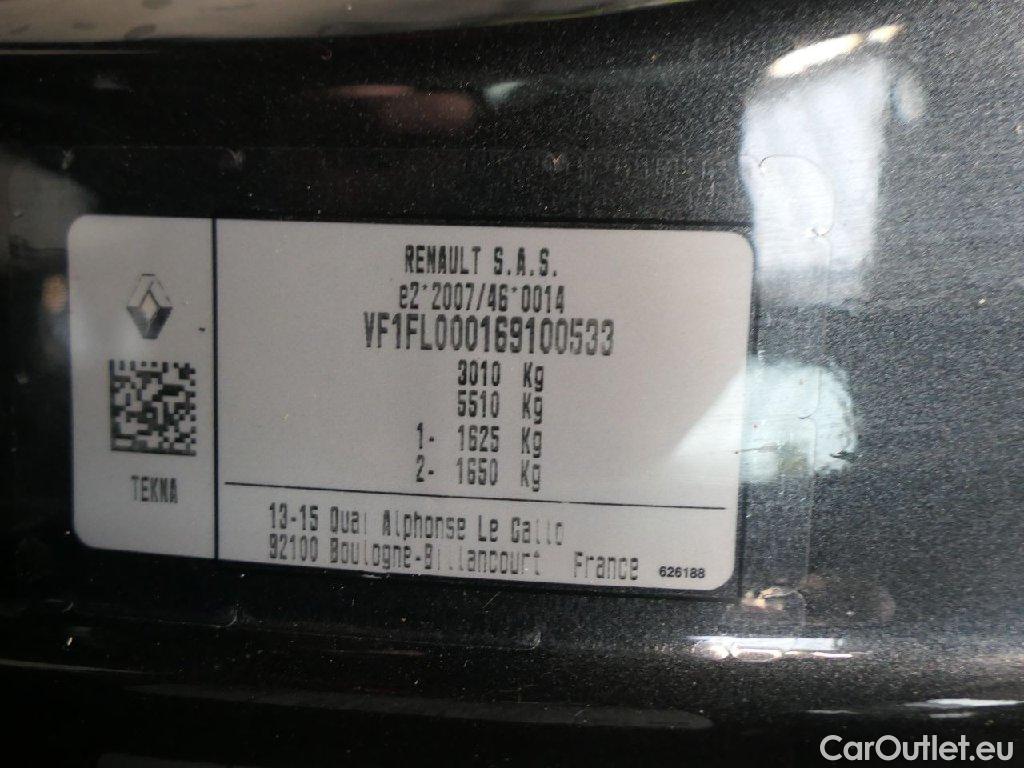 RENAULT S.A.S.
e2*2007/46*0014
VF1FL000169100533
3010 Kg
5510 Kg
1- 1625 Kg
2- 1650 Kg
TEKNA
13-15 Quai Alphonse Le Gallo
92100 Boulogne-Billancourt France
626188
CarOutlet.eu